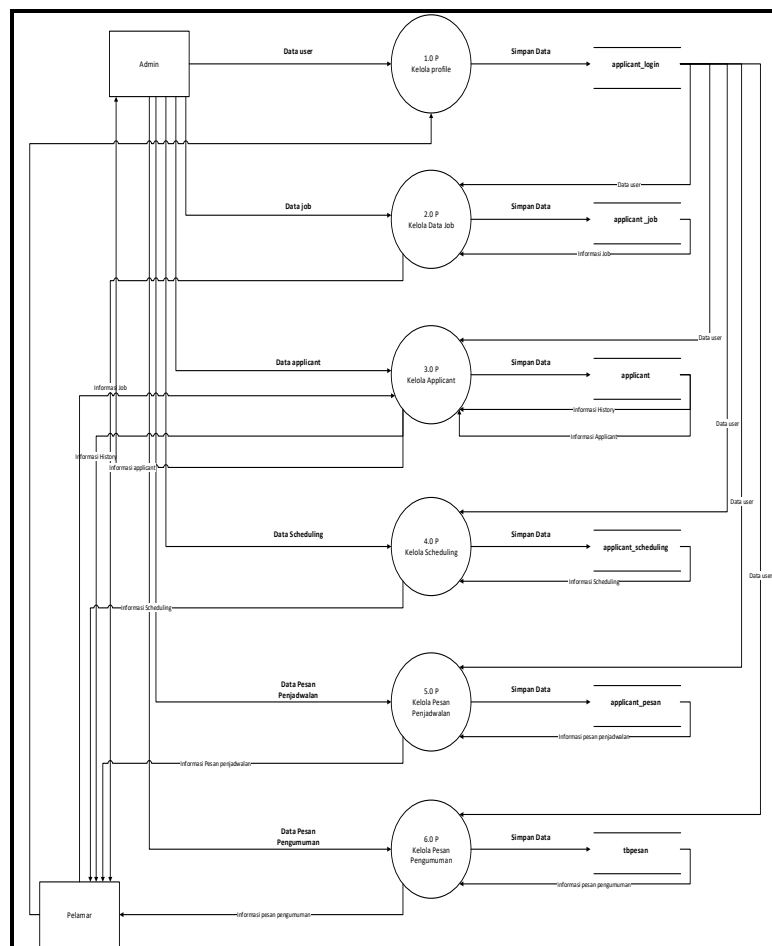 Admin
Data user
1.0 P
Kelola profile
Simpan Data
applicant_login
Data user
Data job
2.0 P
Kelola Data Job
Simpan Data
applicant _job
Informasi Job
Data user
Data applicant
3.0 P
Kelola Applicant
Simpan Data
applicant
Informasi Job
Informasi History
Informasi Applicant
Data user
Informasi History
Informasi applicant
Data user
Data Scheduling
4.0 P
Kelola Scheduling
Simpan Data
applicant_scheduling
Informasi Scheduling
Data user
Informasi Scheduling
Data Pesan
Penjadwalan
5.0 P
Kelola Pesan
Penjadwalan
Simpan Data
applicant_pesan
Informasi pesan penjadwalan
Informasi Pesan penjadwalan
Data Pesan
Pengumuman
6.0 P
Kelola Pesan
Pengumuman
Simpan Data
tbpesan
Informasi pesan pengumuman
Pelamar
Informasi pesan pengumuman